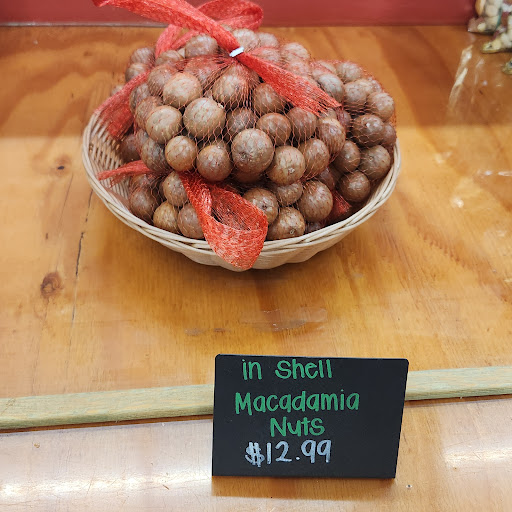 in Shell
Macadamia
Nuts
$12.99